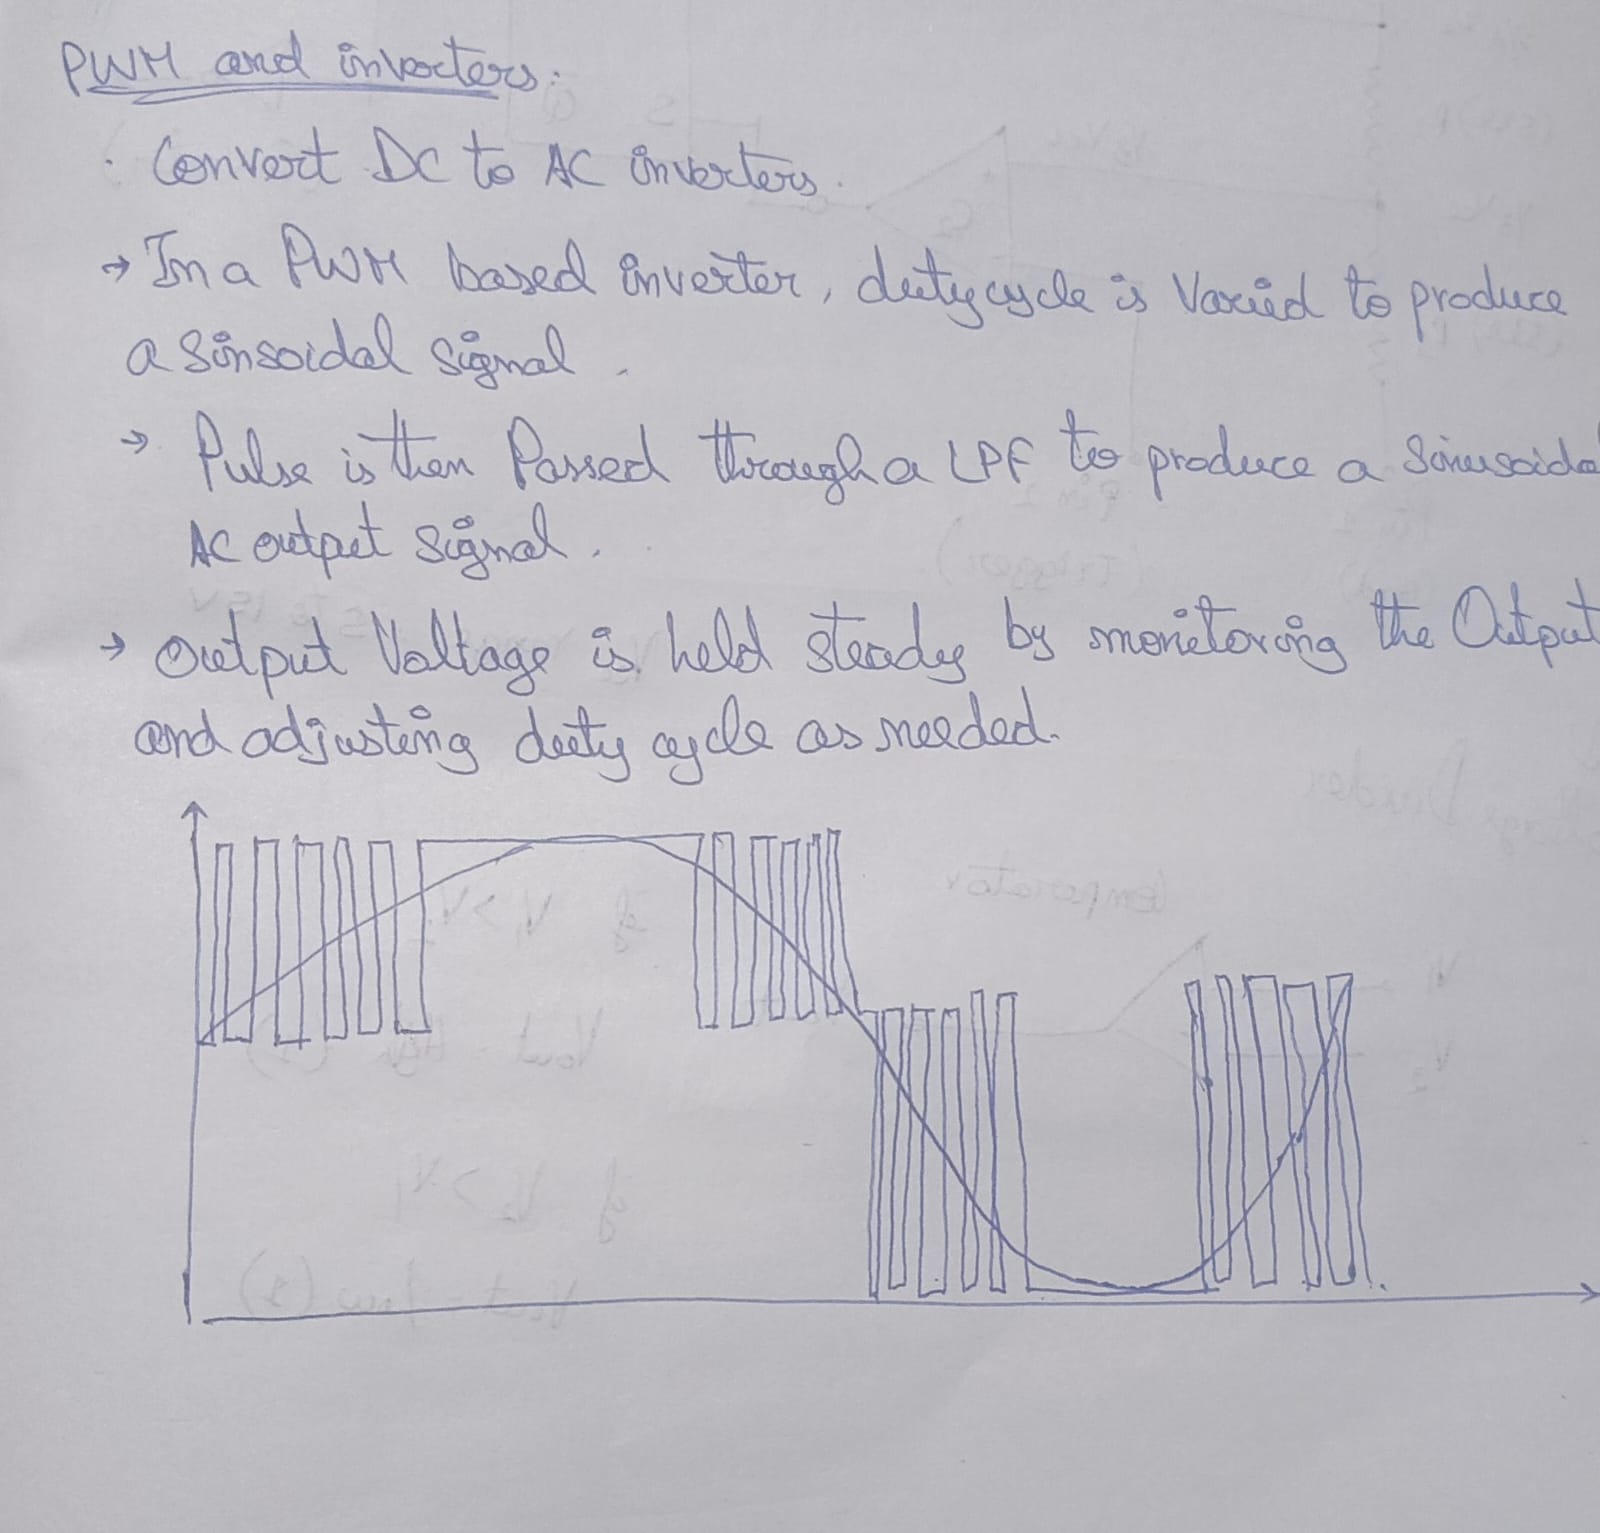 PWM and inverters:
. Convert DC to AC inverters.
→ In a PWM based inverter, dutycycle is Varied to produce
a Sinsoidal Signal.
→ Pulse is then Passed through a LPF to produce a Sinusoidal
AC output Signal.
→ Output Voltage is held steady by monitoring the Output
and adjusting duty cycle as needed.